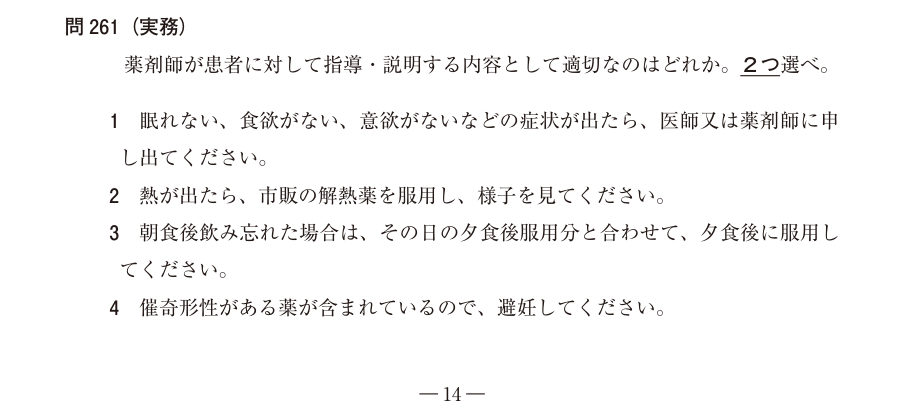 問 261（実務）
薬剤師が患者に対して指導・説明する内容として適切なのはどれか。２つ選べ。
1 眠れない、食欲がない、意欲がないなどの症状が出たら、医師又は薬剤師に申
し出てください。
2 熱が出たら、市販の解熱薬を服用し、様子を見てください。
3 朝食後飲み忘れた場合は、その日の夕食後服用分と合わせて、夕食後に服用し
てください。
4 催奇形性がある薬が含まれているので、避妊してください。
― 14 ―